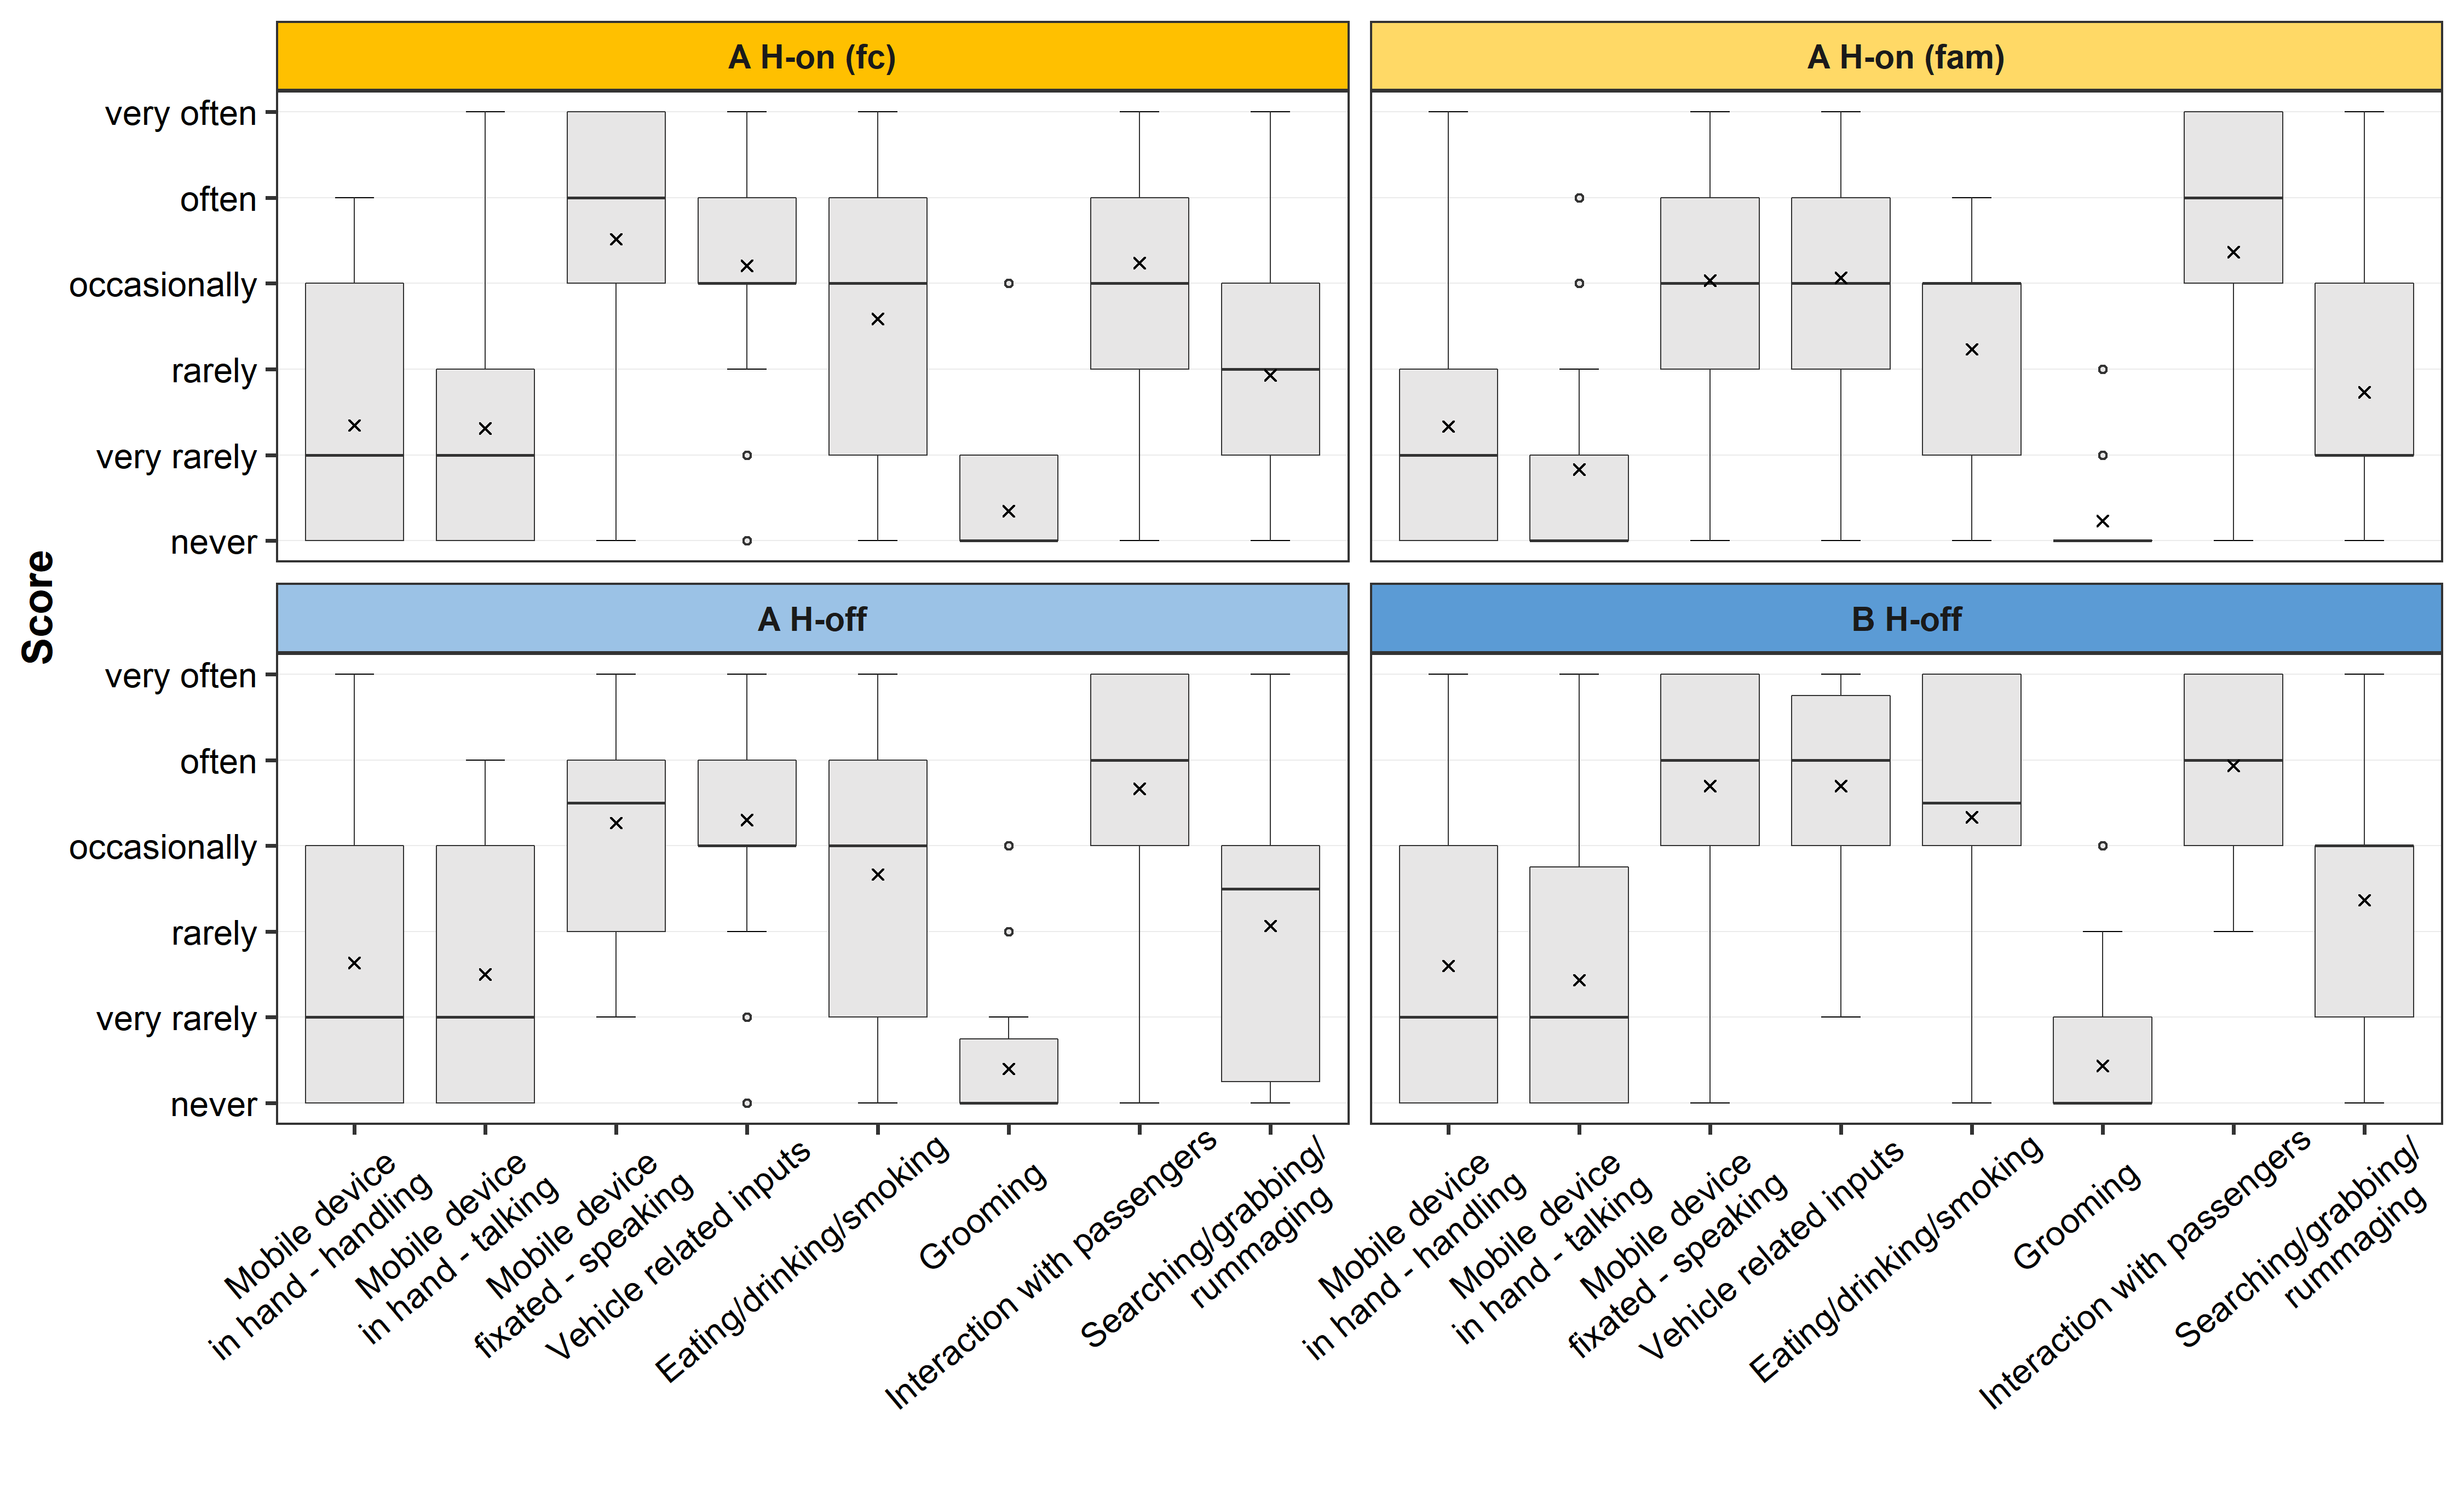 A H-on (fc)
A H-on (fam)
very often
often
occasionally
rarely
very rarely
never
Score
A H-off
B H-off
very often
often
occasionally
rarely
very rarely
never
Mobile device
in hand - handling
Mobile device
in hand - talking
Mobile device
fixated - speaking
Vehicle related inputs
Eating/drinking/smoking
Grooming
Interaction with passengers
Searching/grabbing/
rummaging
Mobile device
in hand - handling
Mobile device
in hand - talking
Mobile device
fixated - speaking
Vehicle related inputs
Eating/drinking/smoking
Grooming
Interaction with passengers
Searching/grabbing/
rummaging